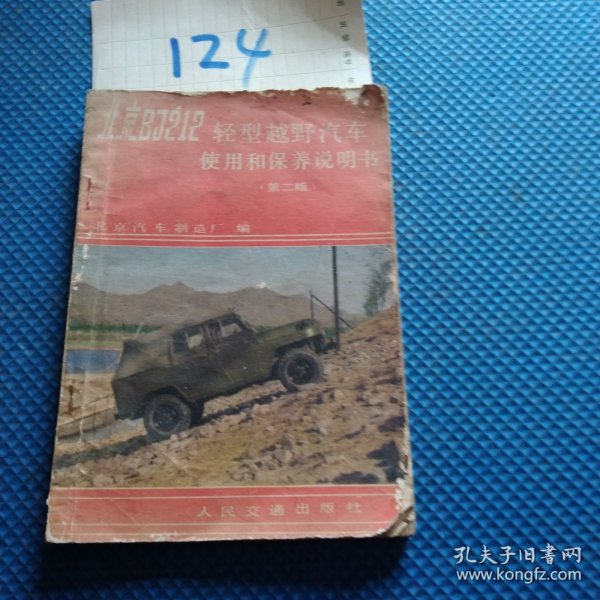 124
北京BJ212 轻型越野汽车
使用和保养说明书
（第二版）
北京汽车制造厂 编
人民交通出版社
孔夫子旧书网
www.kongfz.com